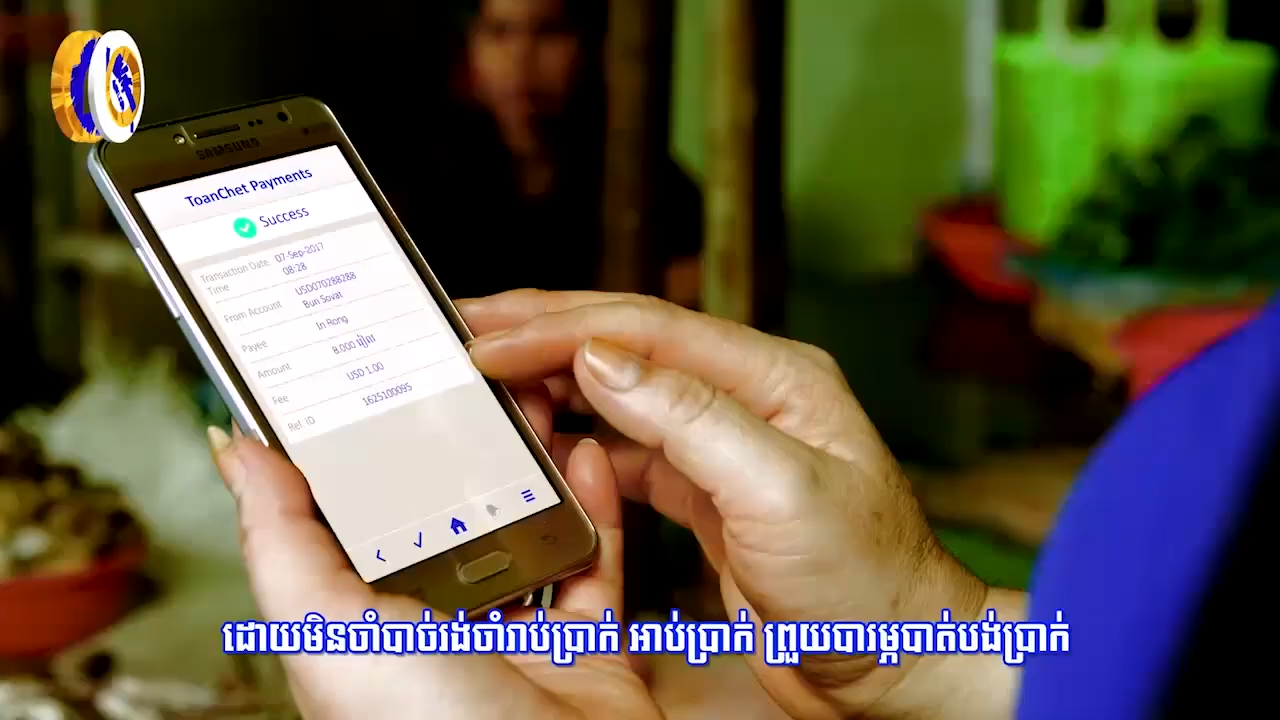 SAMSUNG
ToanChet Payments
Success
Transaction Date 07-Sep-2017
Time 08:28
From Account USD070288288
Bun Sovat
Payee In Rong
Amount 8.000 រៀល
Fee USD 1.00
Ref ID 1625100095
ដោយមិនចាំបាច់រង់ចាំរាប់ប្រាក់ អាប់ប្រាក់ ព្រួយបារម្ភបាត់បង់ប្រាក់